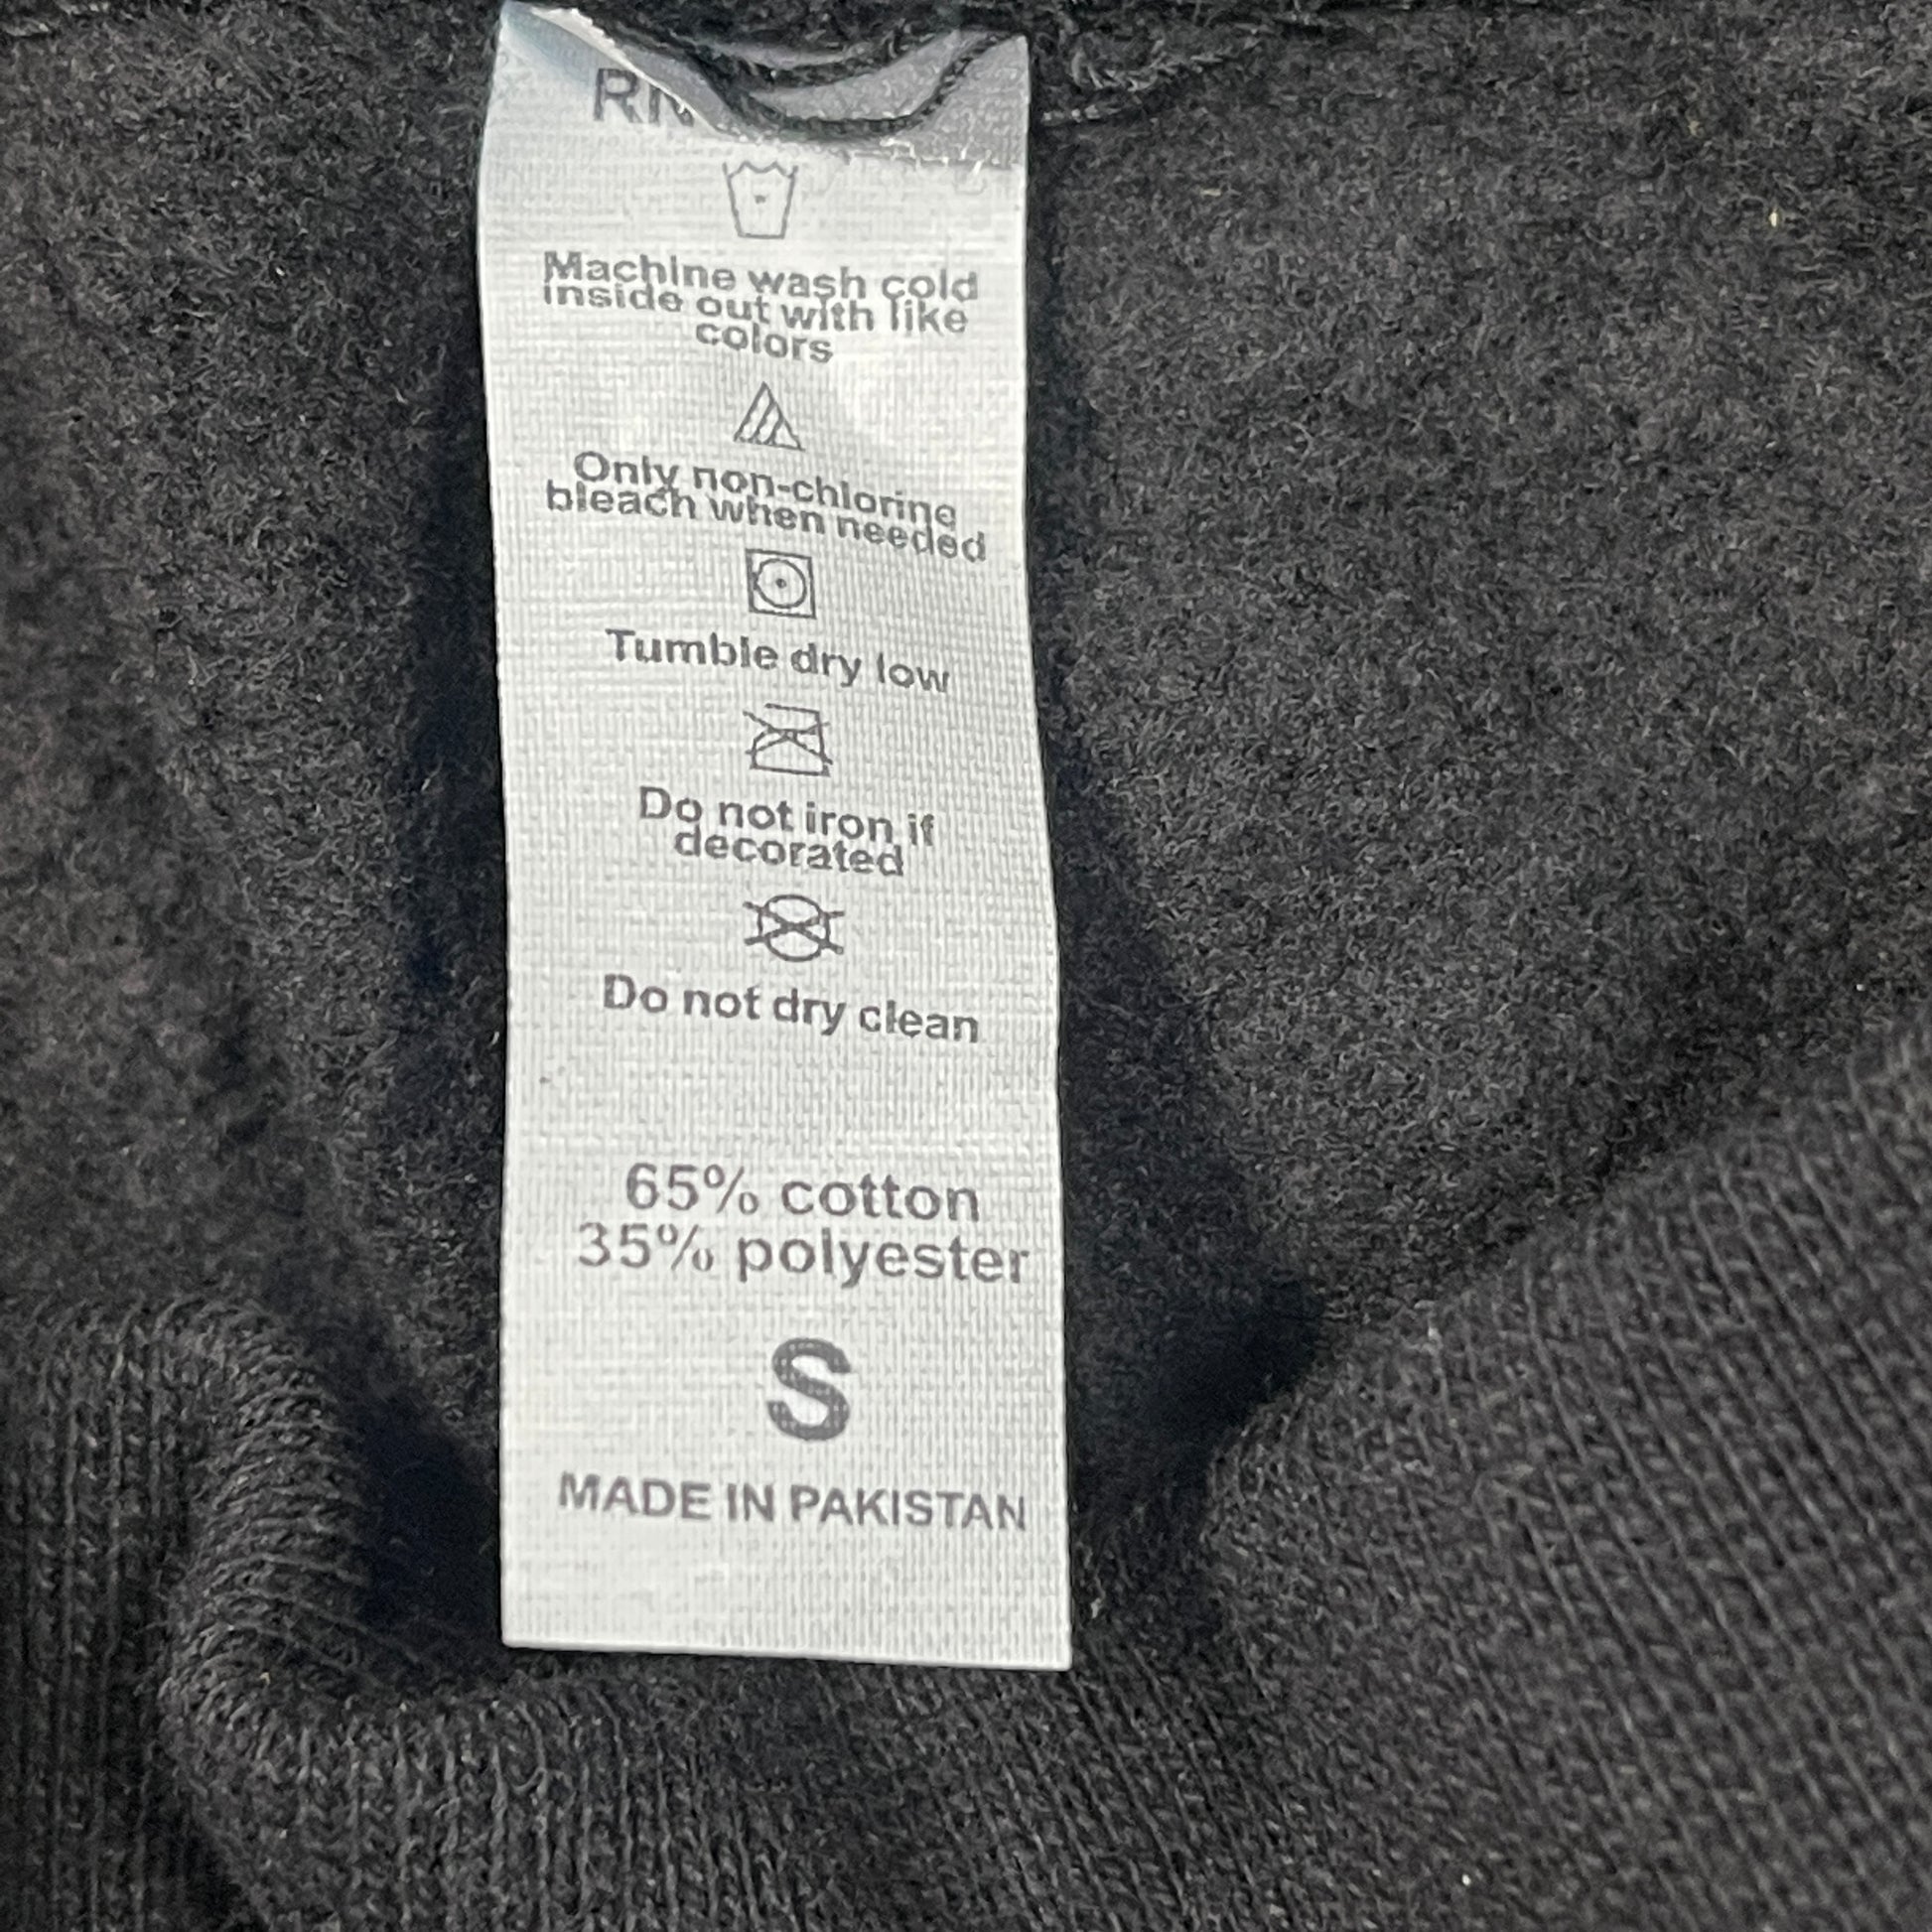 RN
Machine wash cold
inside out with like
colors
Only non-chlorine
bleach when needed
Tumble dry low
Do not iron if
decorated
Do not dry clean
65% cotton
35% polyester
S
MADE IN PAKISTAN